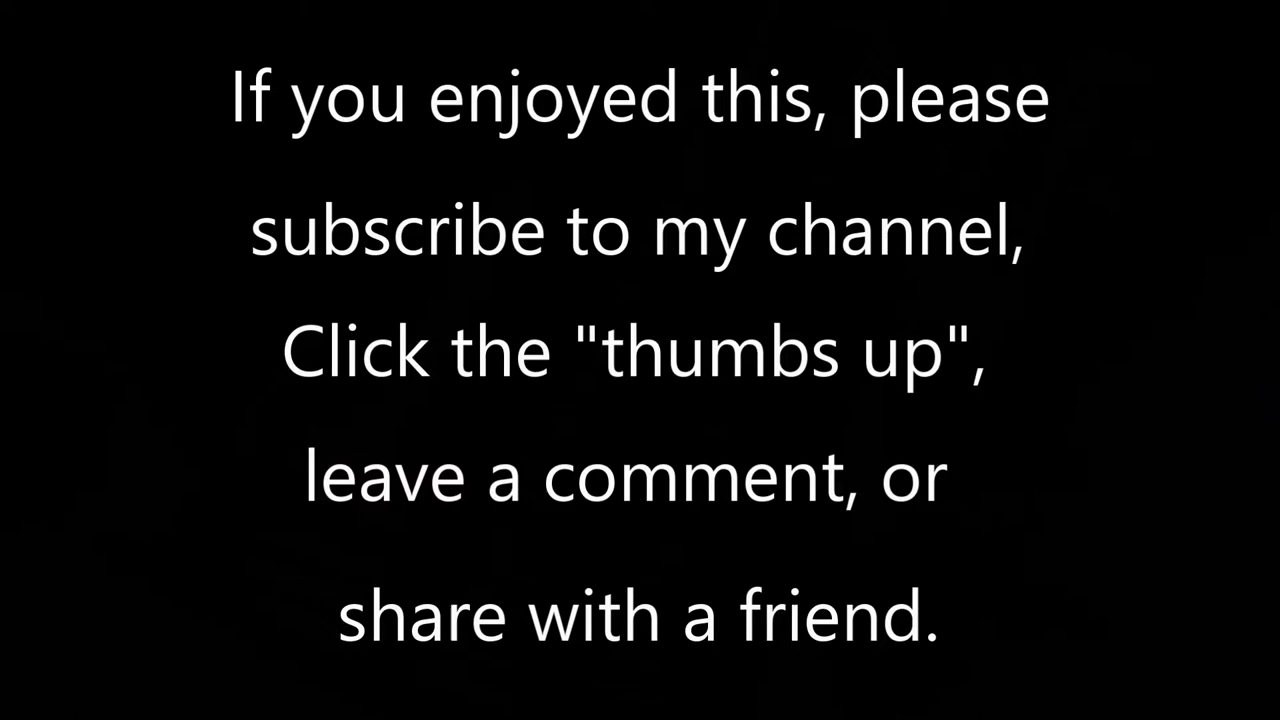 If you enjoyed this, please
subscribe to my channel,
Click the "thumbs up",
leave a comment, or
share with a friend.